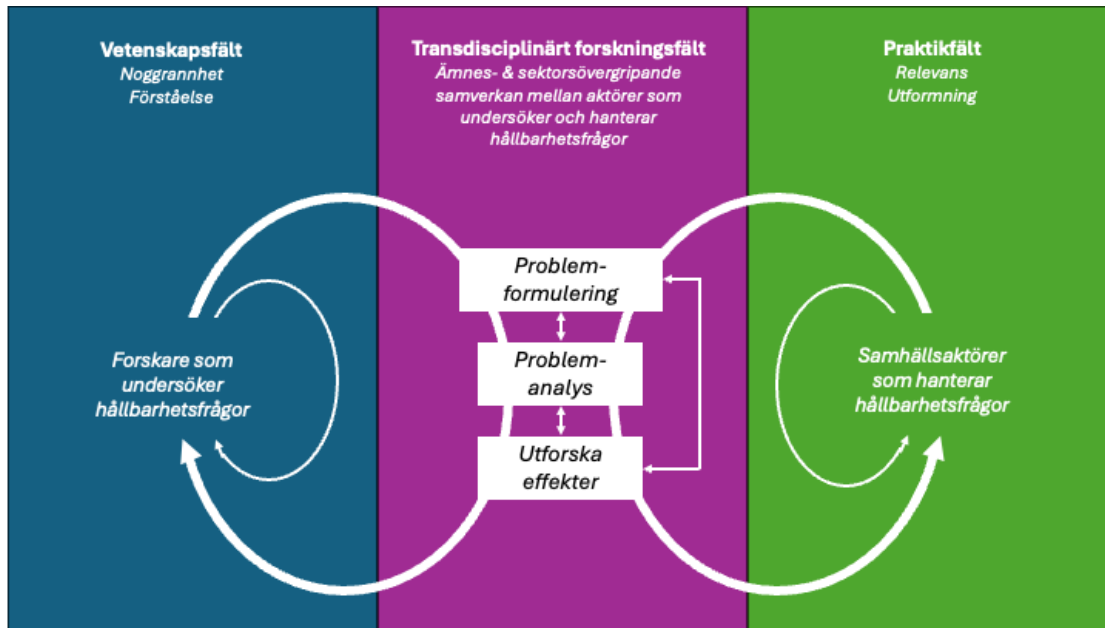 Vetenskapsfält
Noggrannhet
Förståelse
Transdisciplinärt forskningsfält
Ämnes- & sektorsövergripande
samverkan mellan aktörer som
undersöker och hanterar
hållbarhetsfrågor
Praktikfält
Relevans
Utformning
Problem-
formulering
Problem-
analys
Utforska
effekter
Forskare som
undersöker
hållbarhetsfrågor
Samhällsaktörer
som hanterar
hållbarhetsfrågor